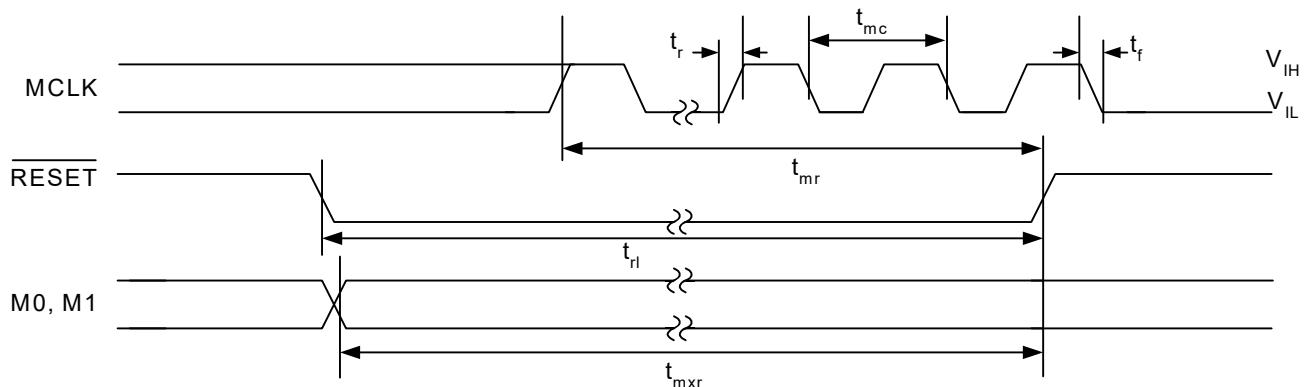 t_mc
t_r
t_f
MCLK
V_IH
V_IL
t_mr
RESET
t_rl
M0, M1
t_mxr